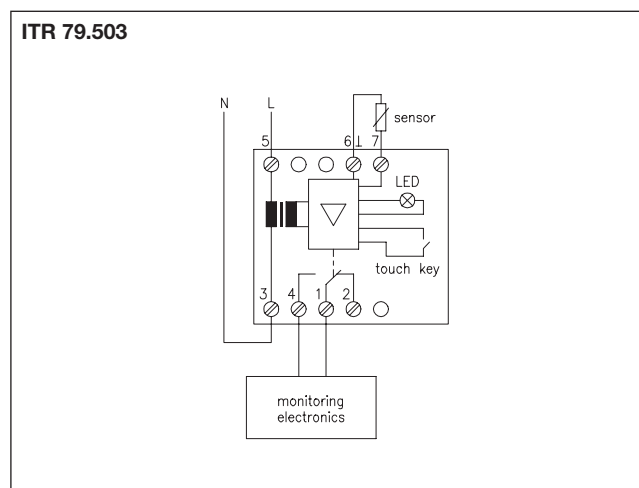 ITR 79.503
N L
5 6 ⊥ 7
sensor
LED
touch key
3 4 1 2
monitoring
electronics